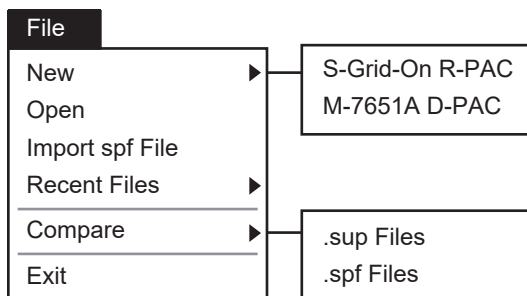 File
New
S-Grid-On R-PAC
M-7651A D-PAC
Open
Import spf File
Recent Files
Compare
.sup Files
.spf Files
Exit